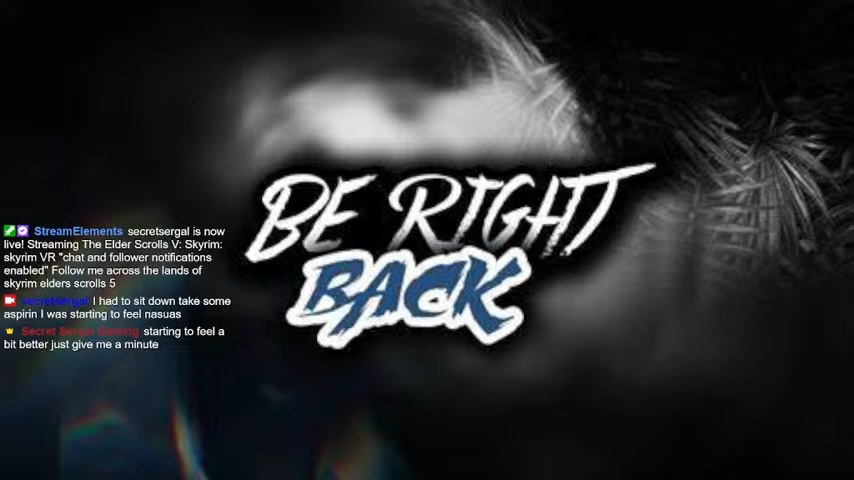 BE RIGHT
BACK
StreamElements secretsergal is now
live! Streaming The Elder Scrolls V: Skyrim:
skyrim VR "chat and follower notifications
enabled" Follow me across the lands of
skyrim elders scrolls 5
secretsergal I had to sit down take some
aspirin I was starting to feel nasuas
Secret Sergal Gaming starting to feel a
bit better just give me a minute